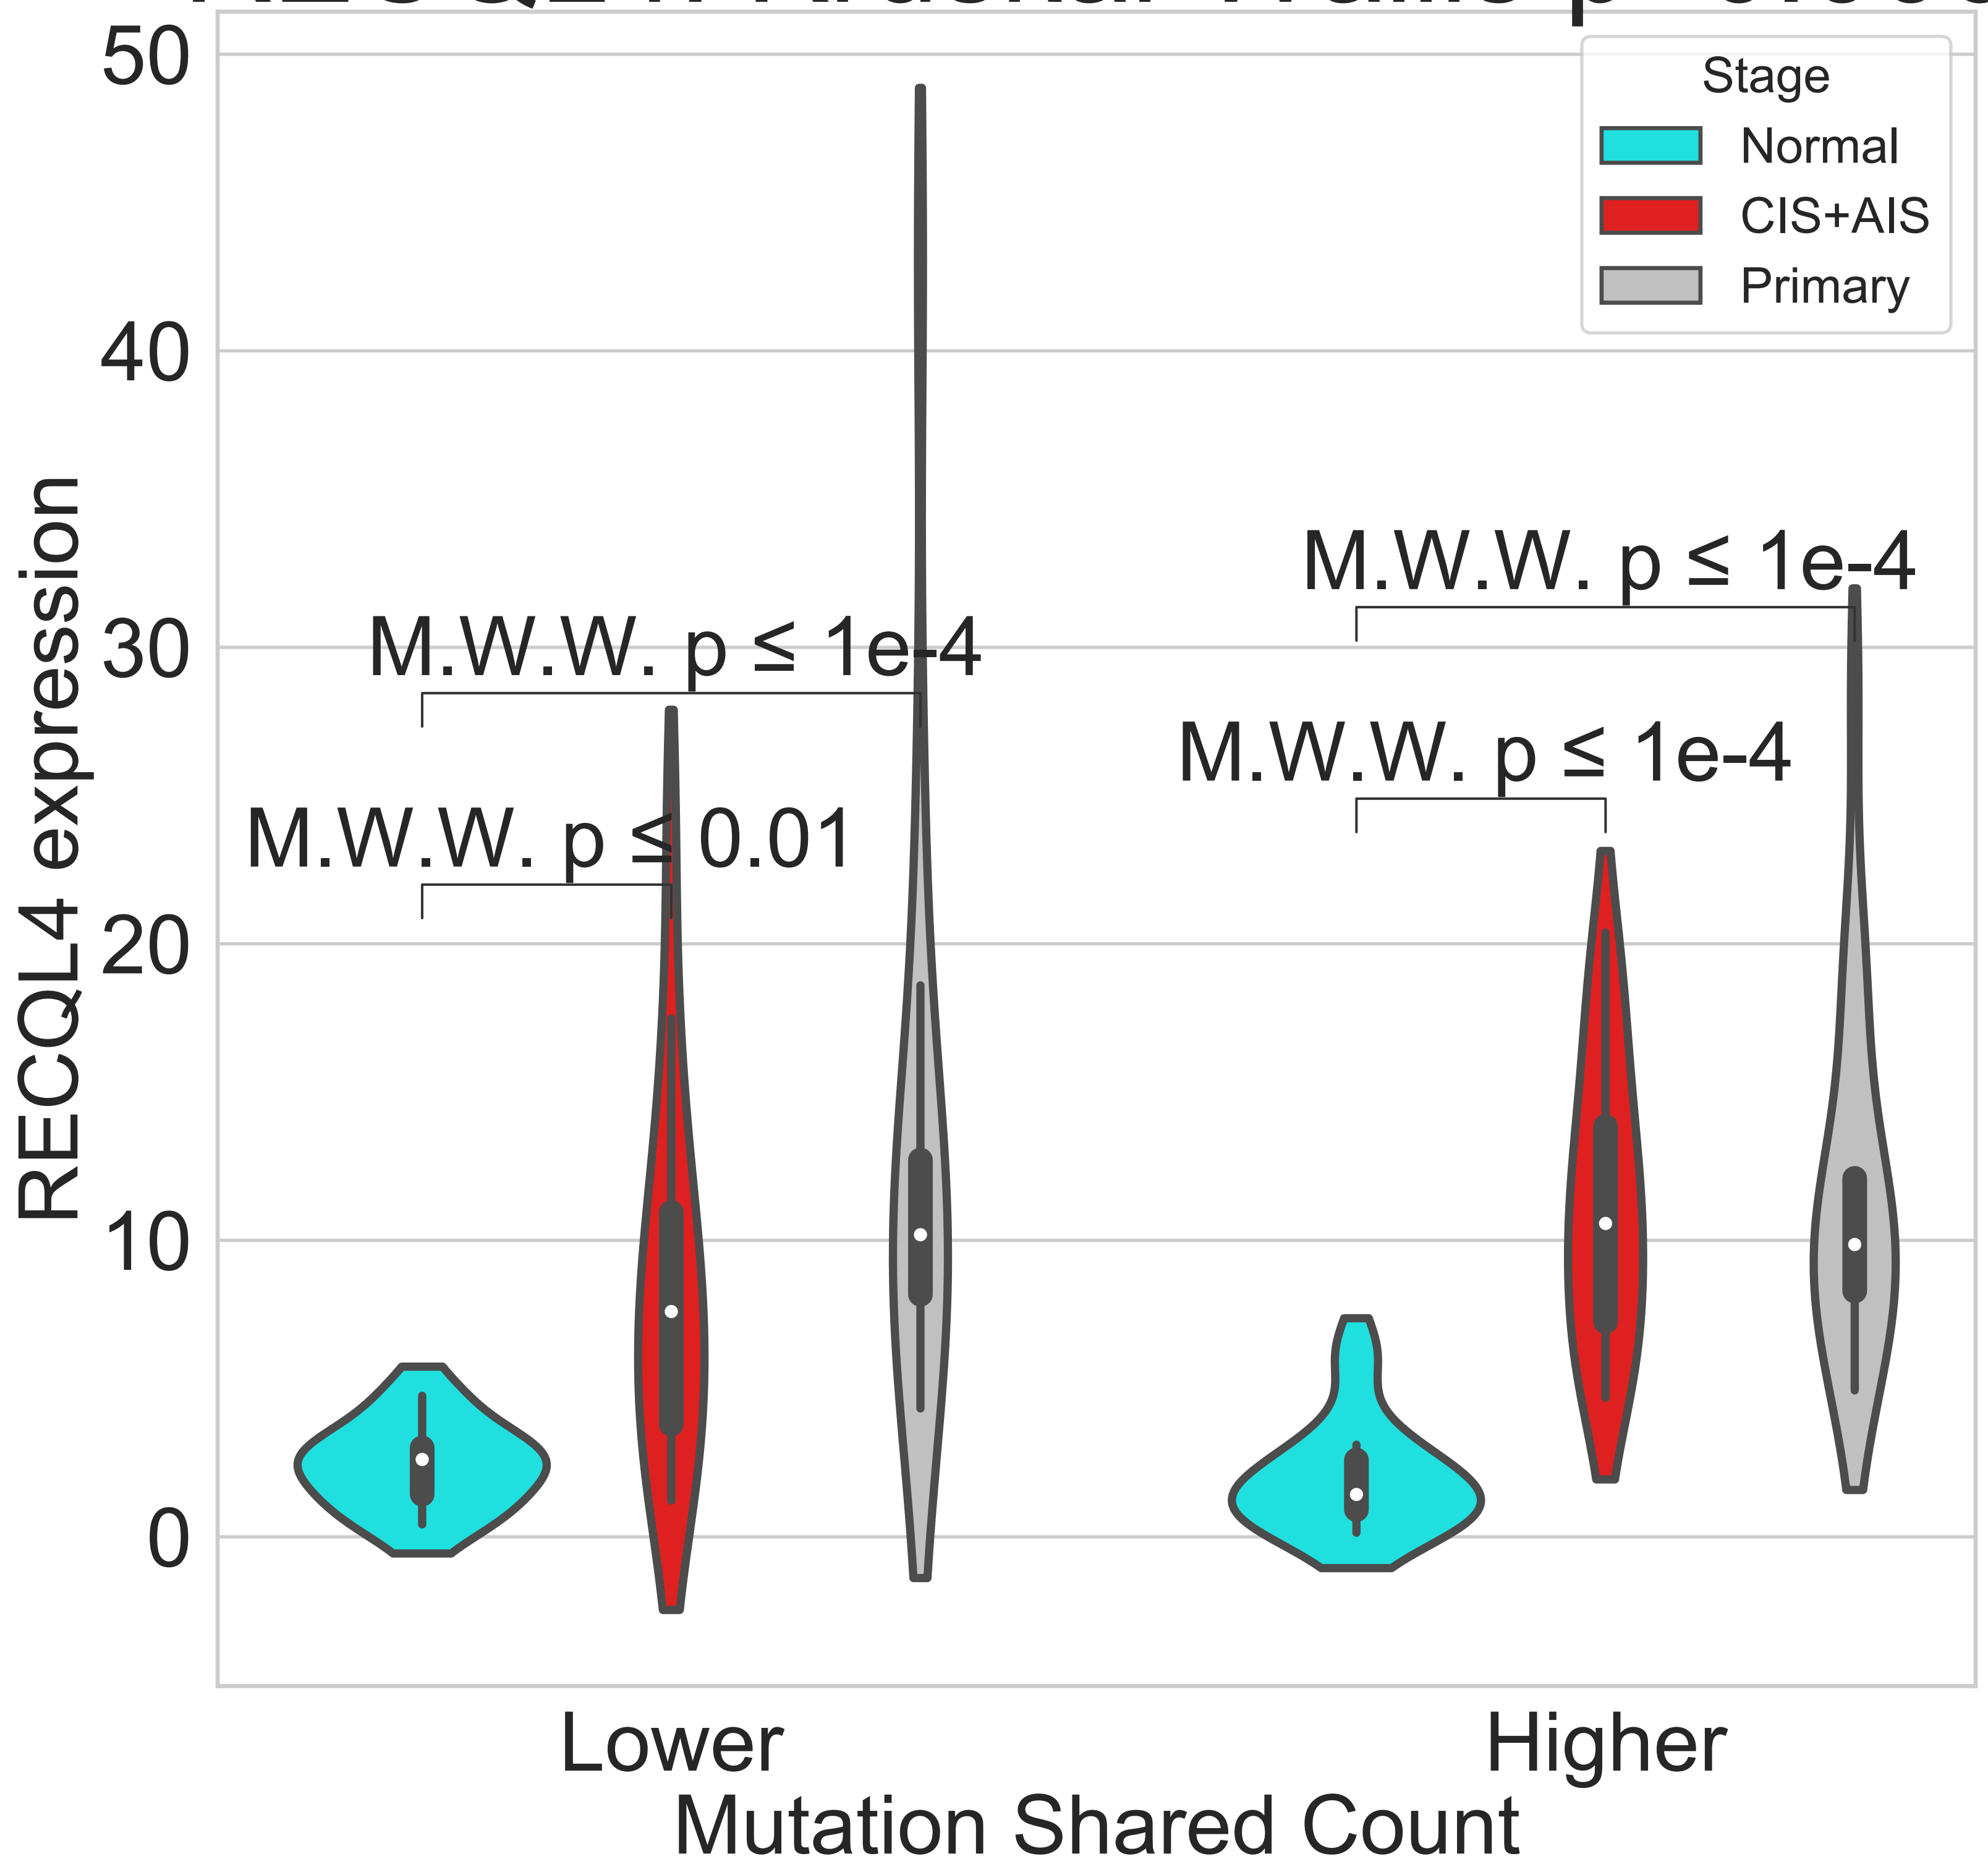 50
Stage
Normal
CIS+AIS
Primary
40
30
20
10
0
RECQL4 expression
M.W.W. p ≤ 1e-4
M.W.W. p ≤ 0.01
M.W.W. p ≤ 1e-4
M.W.W. p ≤ 1e-4
Lower
Higher
Mutation Shared Count